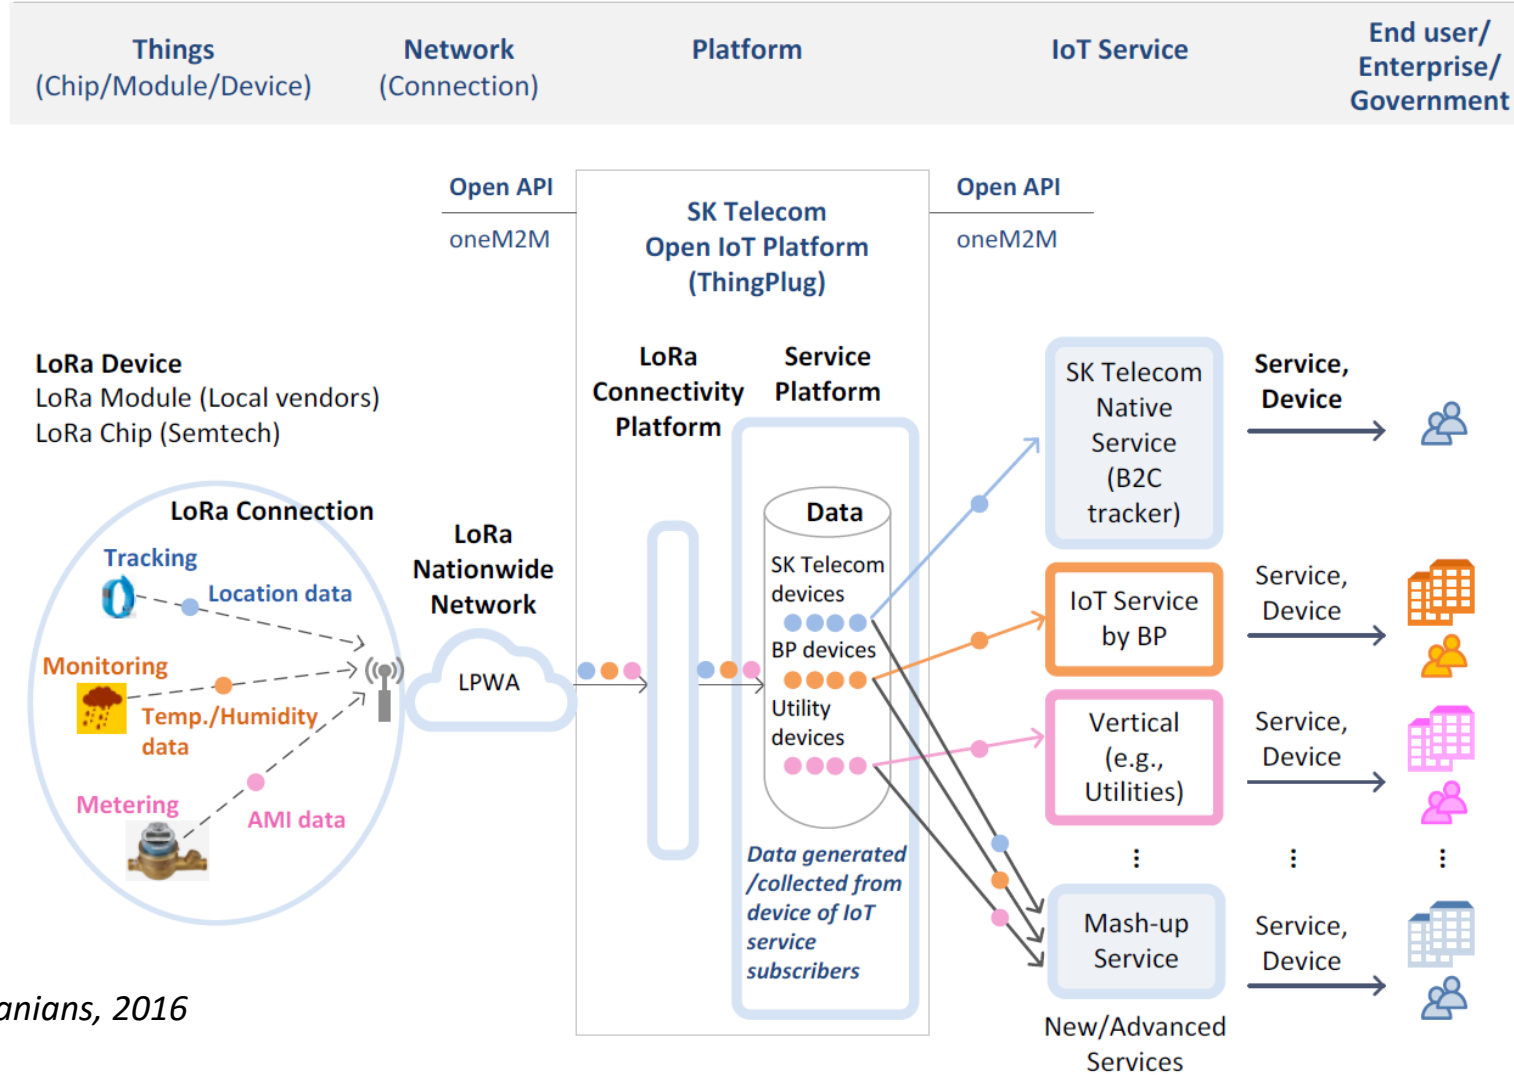 Things
(Chip/Module/Device)
Network
(Connection)
Platform
IoT Service
End user/
Enterprise/
Government
Open API
oneM2M
SK Telecom
Open IoT Platform
(ThingPlug)
Open API
oneM2M
LoRa Device
LoRa Module (Local vendors)
LoRa Chip (Semtech)
LoRa Connection
Tracking
Location data
Monitoring
Temp./Humidity
data
Metering
AMI data
LoRa
Nationwide
Network
LPWA
LoRa
Connectivity
Platform
Service
Platform
Data
SK Telecom
devices
BP devices
Utility
devices
Data generated
/collected from
device of IoT
service
subscribers
SK Telecom
Native
Service
(B2C
tracker)
Service,
Device
IoT Service
by BP
Service,
Device
Vertical
(e.g.,
Utilities)
Service,
Device
Mash-up
Service
Service,
Device
New/Advanced
Services
anians, 2016